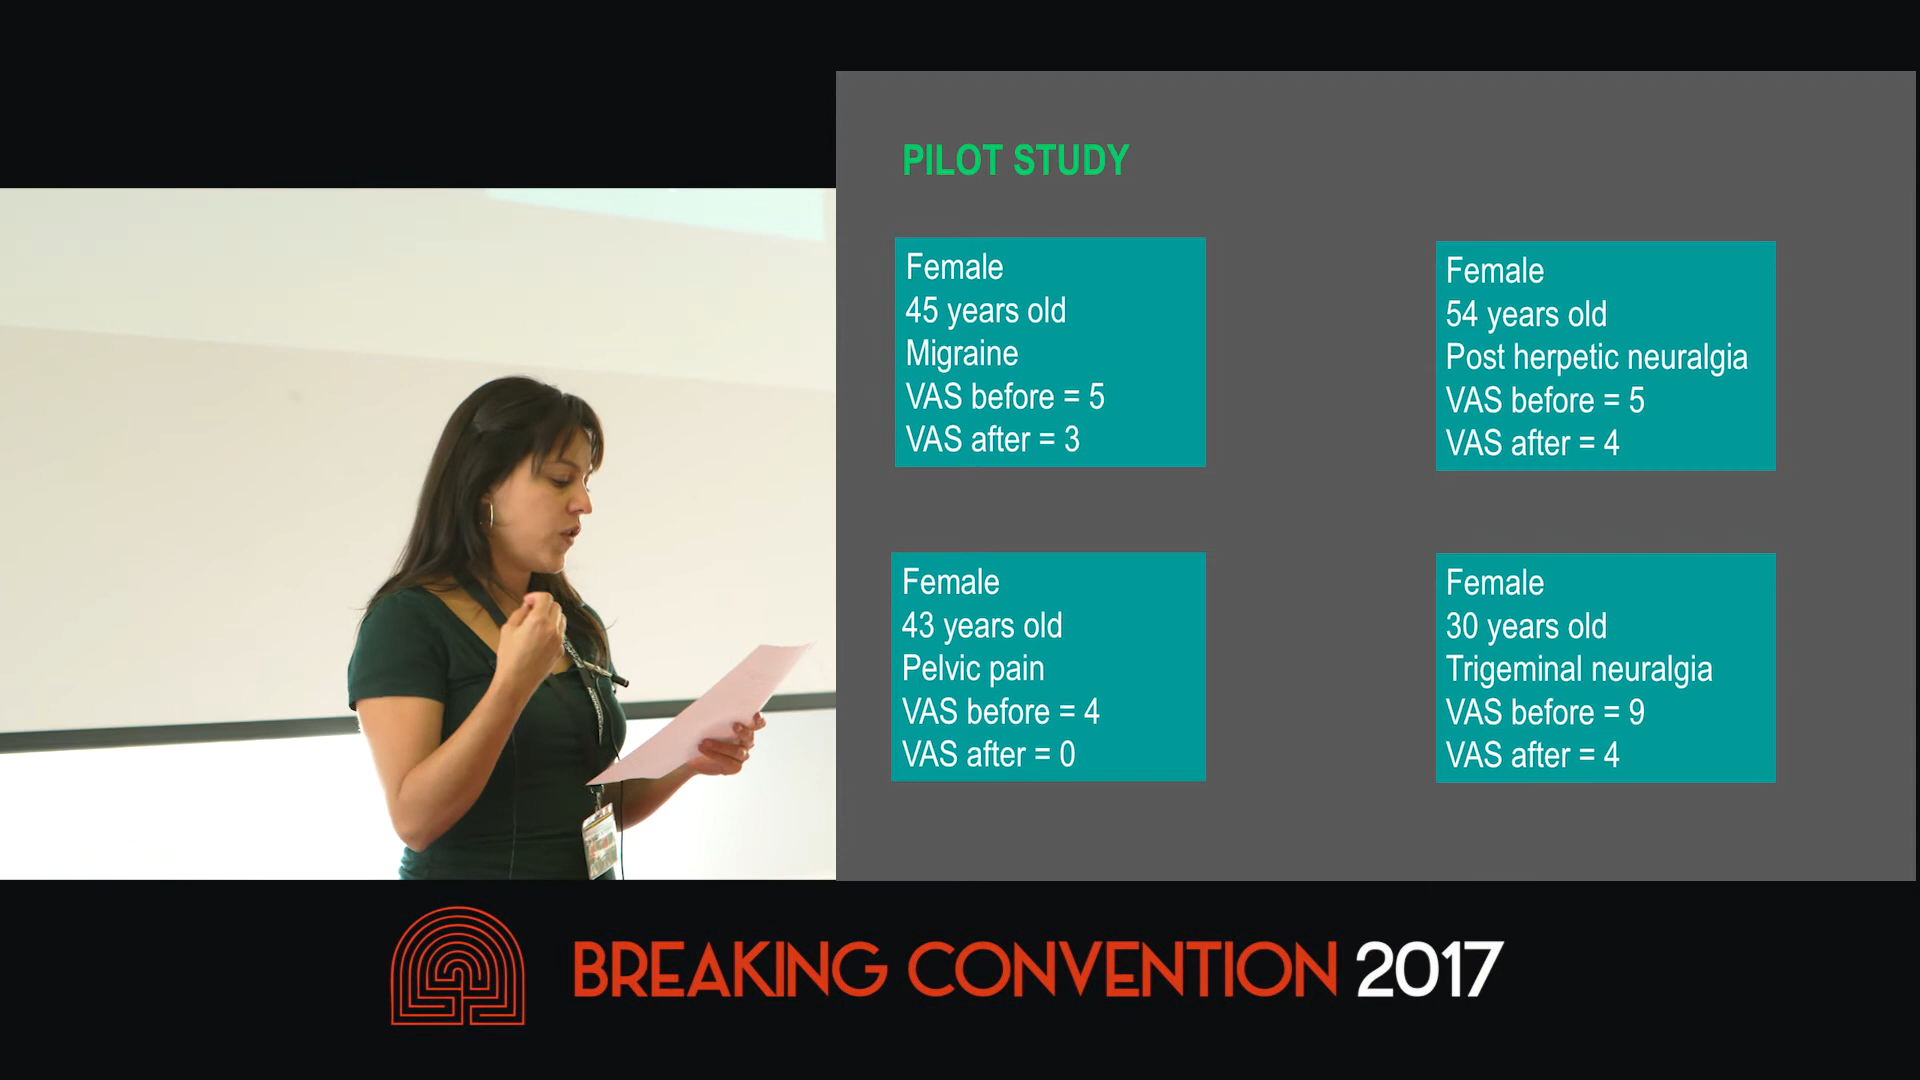 PILOT STUDY
Female
45 years old
Migraine
VAS before = 5
VAS after = 3
Female
54 years old
Post herpetic neuralgia
VAS before = 5
VAS after = 4
Female
43 years old
Pelvic pain
VAS before = 4
VAS after = 0
Female
30 years old
Trigeminal neuralgia
VAS before = 9
VAS after = 4
BREAKING CONVENTION 2017